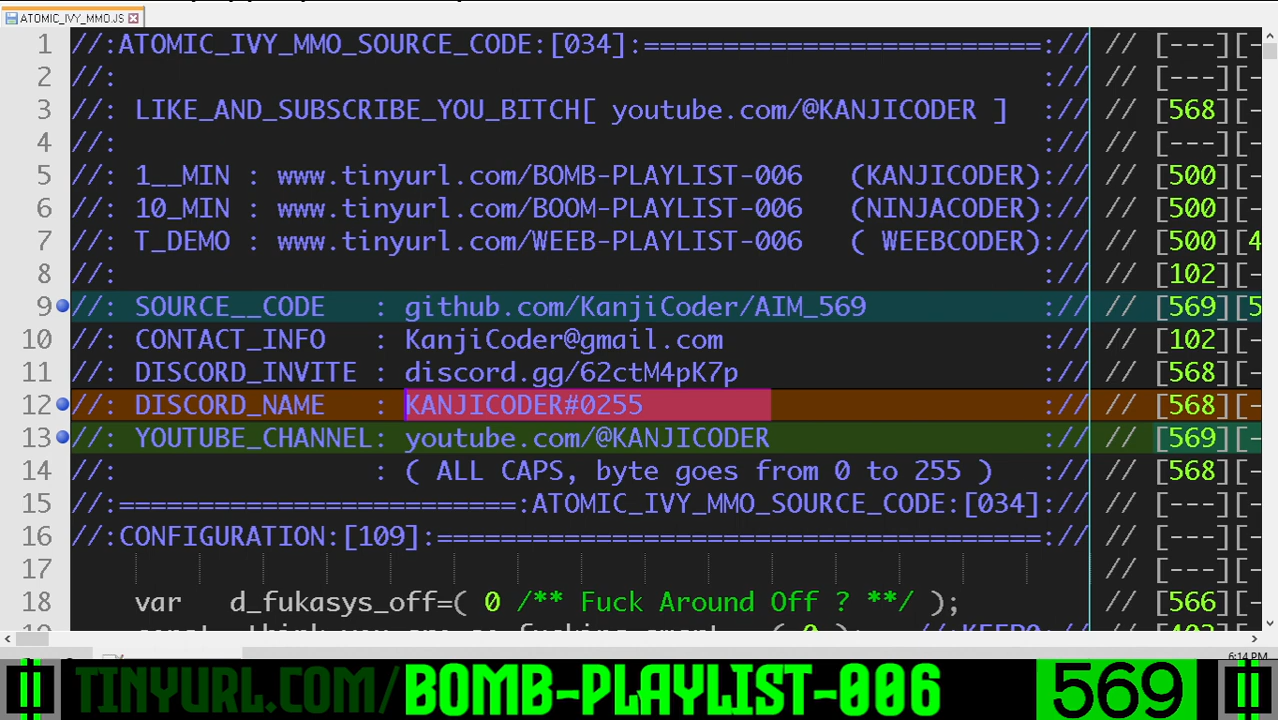 ATOMIC_IVY_MMO.JS
1 //:ATOMIC_IVY_MMO_SOURCE_CODE:[034]:=========================:// // [---][-
2 //: :// // [---][-
3 //: LIKE_AND_SUBSCRIBE_YOU_BITCH[ youtube.com/@KANJICODER ] // [568][-
4 //: :// // [---][-
5 //: 1__MIN : www.tinyurl.com/BOMB-PLAYLIST-006 (KANJICODER):// // [500][-
6 //: 10_MIN : www.tinyurl.com/BOOM-PLAYLIST-006 (NINJACODER):// // [500][-
7 //: T_DEMO : www.tinyurl.com/WEEB-PLAYLIST-006 ( WEEBCODER):// // [500][4
8 //: :// // [102][-
9 //: SOURCE__CODE : github.com/KanjiCoder/AIM_569 :// // [569][5
10 //: CONTACT_INFO : KanjiCoder@gmail.com :// // [102][-
11 //: DISCORD_INVITE : discord.gg/62ctM4pK7p :// // [568][-
12 //: DISCORD_NAME : KANJICODER#0255 :// // [568][-
13 //: YOUTUBE_CHANNEL: youtube.com/@KANJICODER :// // [569][-
14 //: : ( ALL CAPS, byte goes from 0 to 255 ) :// // [568][-
15 //:=========================:ATOMIC_IVY_MMO_SOURCE_CODE:[034]:// // [---][-
16 //:CONFIGURATION:[109]:======================================:// // [---][-
17 // [---][-
18 var d_fukasys_off=( 0 /** Fuck Around Off ? **/ ); // [566][-
6:14 PM
TINYURL.COM/BOMB-PLAYLIST-006 569